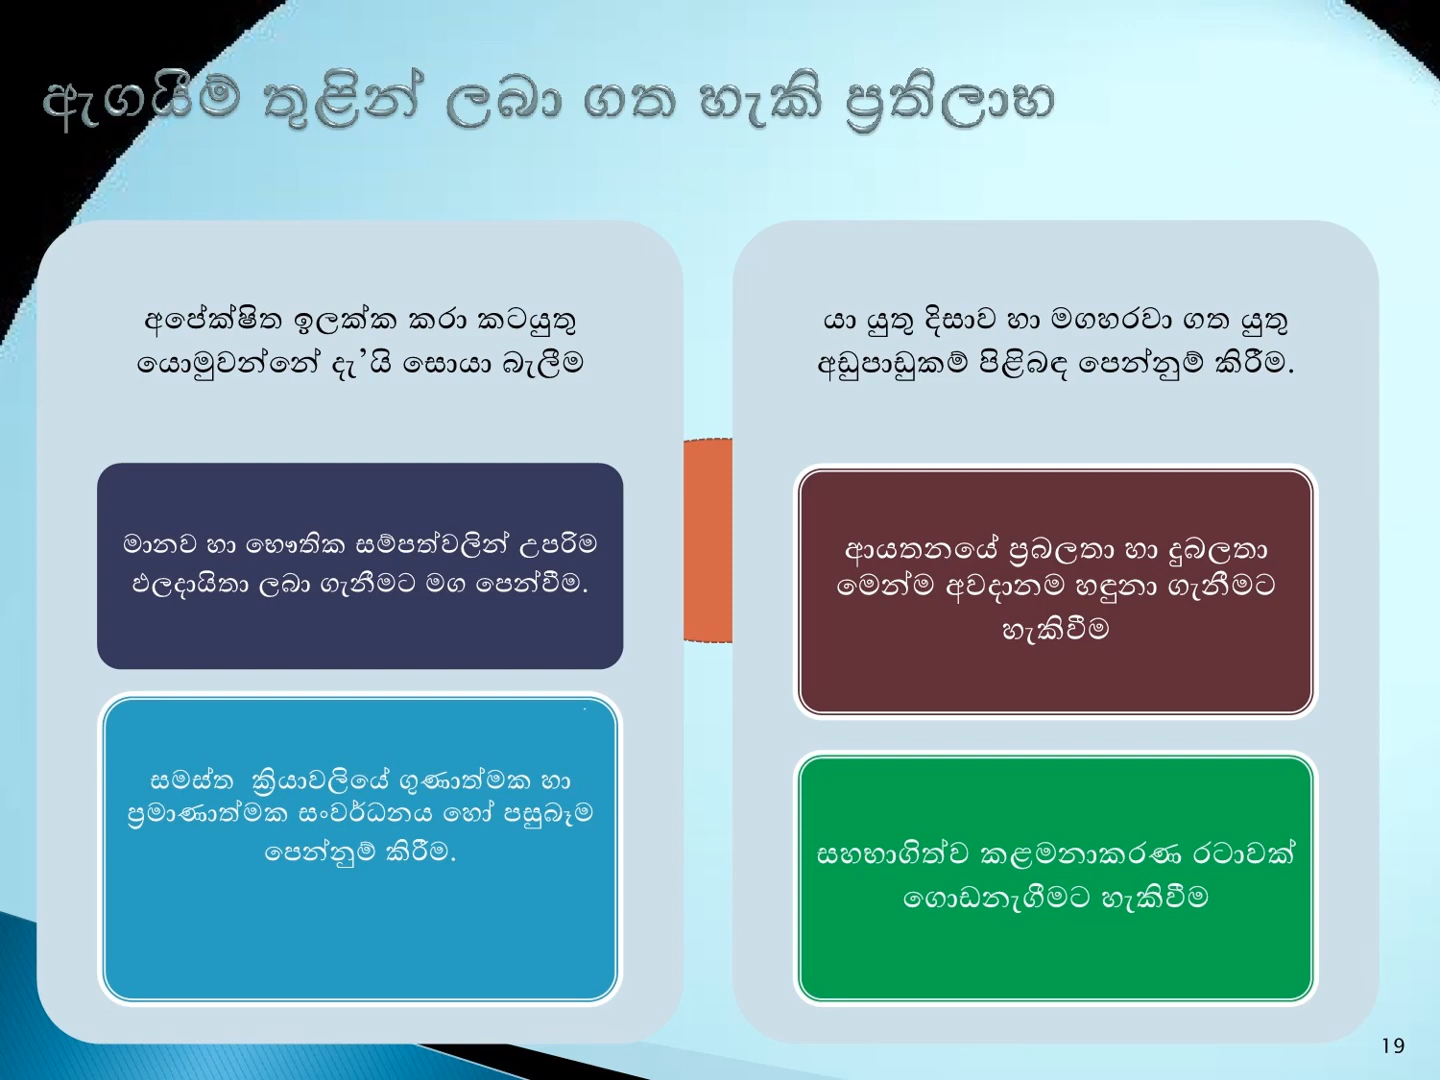 ඇගයීම් තුළින් ලබා ගත හැකි ප්‍රතිලාභ
අපේක්ෂිත ඉලක්ක කරා කටයුතු
යොමුවන්නේ දැ’යි සොයා බැලීම
මානව හා භෞතික සම්පත්වලින් උපරිම
ඵලදායිතා ලබා ගැනීමට මග පෙන්වීම.
සමස්ත ක්‍රියාවලියේ ගුණාත්මක හා
ප්‍රමාණාත්මක සංවර්ධනය හෝ පසුබෑම
පෙන්නුම් කිරීම.
යා යුතු දිසාව හා මගහරවා ගත යුතු
අඩුපාඩුකම් පිළිබඳ පෙන්නුම් කිරීම.
ආයතනයේ ප්‍රබලතා හා දුබලතා
මෙන්ම අවදානම හඳුනා ගැනීමට
හැකිවීම
සහභාගිත්ව කළමනාකරණ රටාවක්
ගොඩනැගීමට හැකිවීම
19